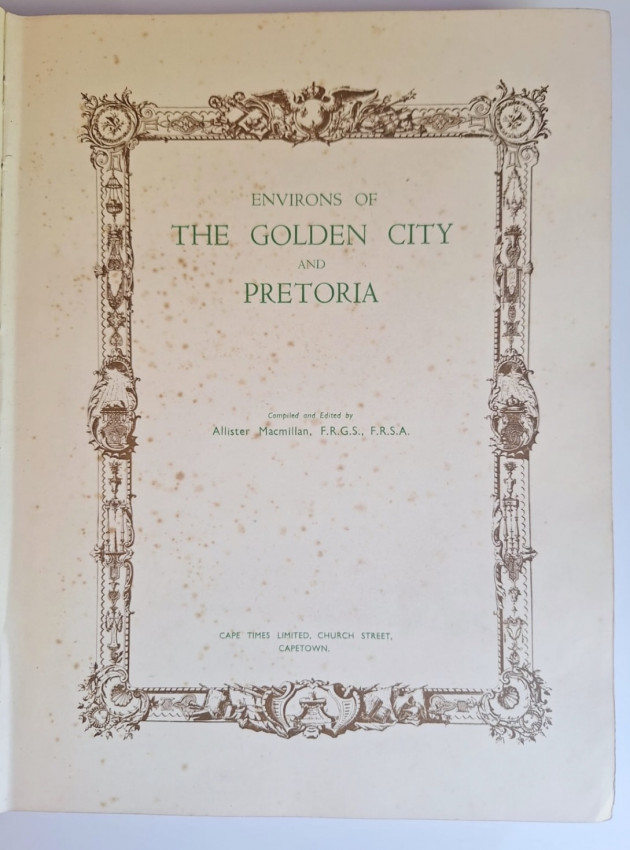 ENVIRONS OF
THE GOLDEN CITY
AND
PRETORIA
Compiled and Edited by
Allister Macmillan, F.R.G.S., F.R.S.A.
CAPE TIMES LIMITED, CHURCH STREET,
CAPETOWN.